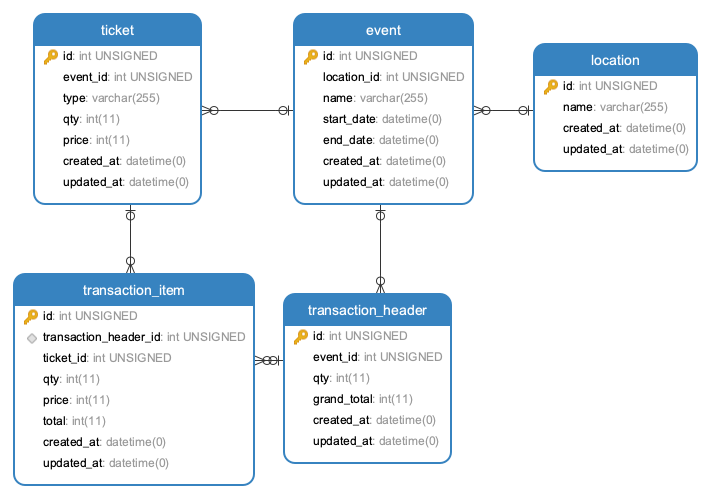 ticket
id: int UNSIGNED
event_id: int UNSIGNED
type: varchar(255)
qty: int(11)
price: int(11)
created_at: datetime(0)
updated_at: datetime(0)
event
id: int UNSIGNED
location_id: int UNSIGNED
name: varchar(255)
start_date: datetime(0)
end_date: datetime(0)
created_at: datetime(0)
updated_at: datetime(0)
location
id: int UNSIGNED
name: varchar(255)
created_at: datetime(0)
updated_at: datetime(0)
transaction_item
id: int UNSIGNED
transaction_header_id: int UNSIGNED
ticket_id: int UNSIGNED
qty: int(11)
price: int(11)
total: int(11)
created_at: datetime(0)
updated_at: datetime(0)
transaction_header
id: int UNSIGNED
event_id: int UNSIGNED
qty: int(11)
grand_total: int(11)
created_at: datetime(0)
updated_at: datetime(0)